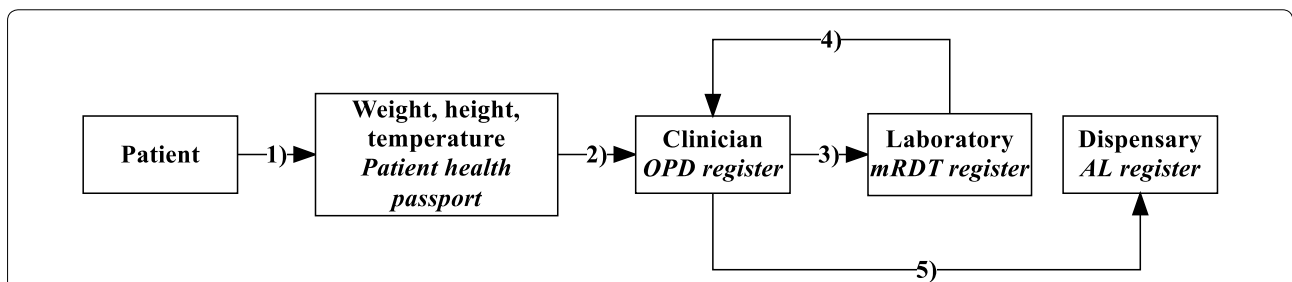 4)
Patient
1)
Weight, height,
temperature
Patient health
passport
2)
Clinician
OPD register
3)
Laboratory
mRDT register
Dispensary
AL register
5)